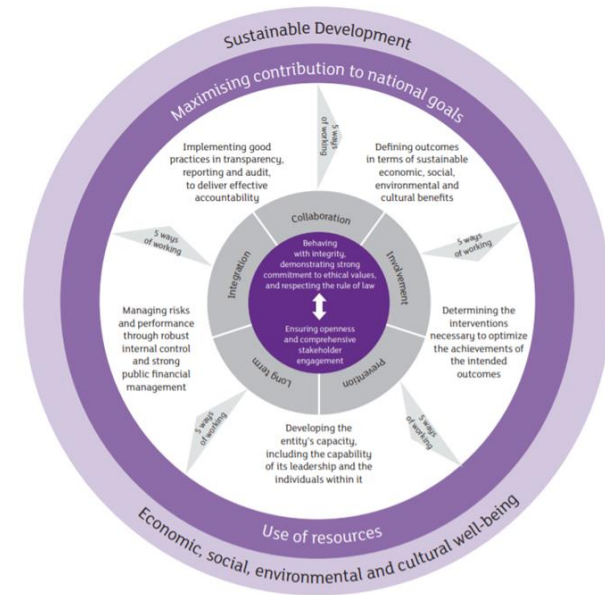 Sustainable Development
Maximising contribution to national goals
5 ways
of working
Implementing good
practices in transparency,
reporting and audit,
to deliver effective
accountability
Defining outcomes
in terms of sustainable
economic, social,
environmental and
cultural benefits
Collaboration
5 ways
of working
Integration
Behaving
with integrity,
demonstrating strong
commitment to ethical values,
and respecting the rule of law
Involvement
5 ways
of working
Managing risks
and performance
through robust
internal control
and strong
public financial
management
Ensuring openness
and comprehensive
stakeholder
engagement
Determining the
interventions
necessary to optimize
the achievements of
the intended
outcomes
Long term
Prevention
5 ways
of working
5 ways
of working
Developing the
entity's capacity,
including the capability
of its leadership and the
individuals within it
Use of resources
Economic, social, environmental and cultural well-being